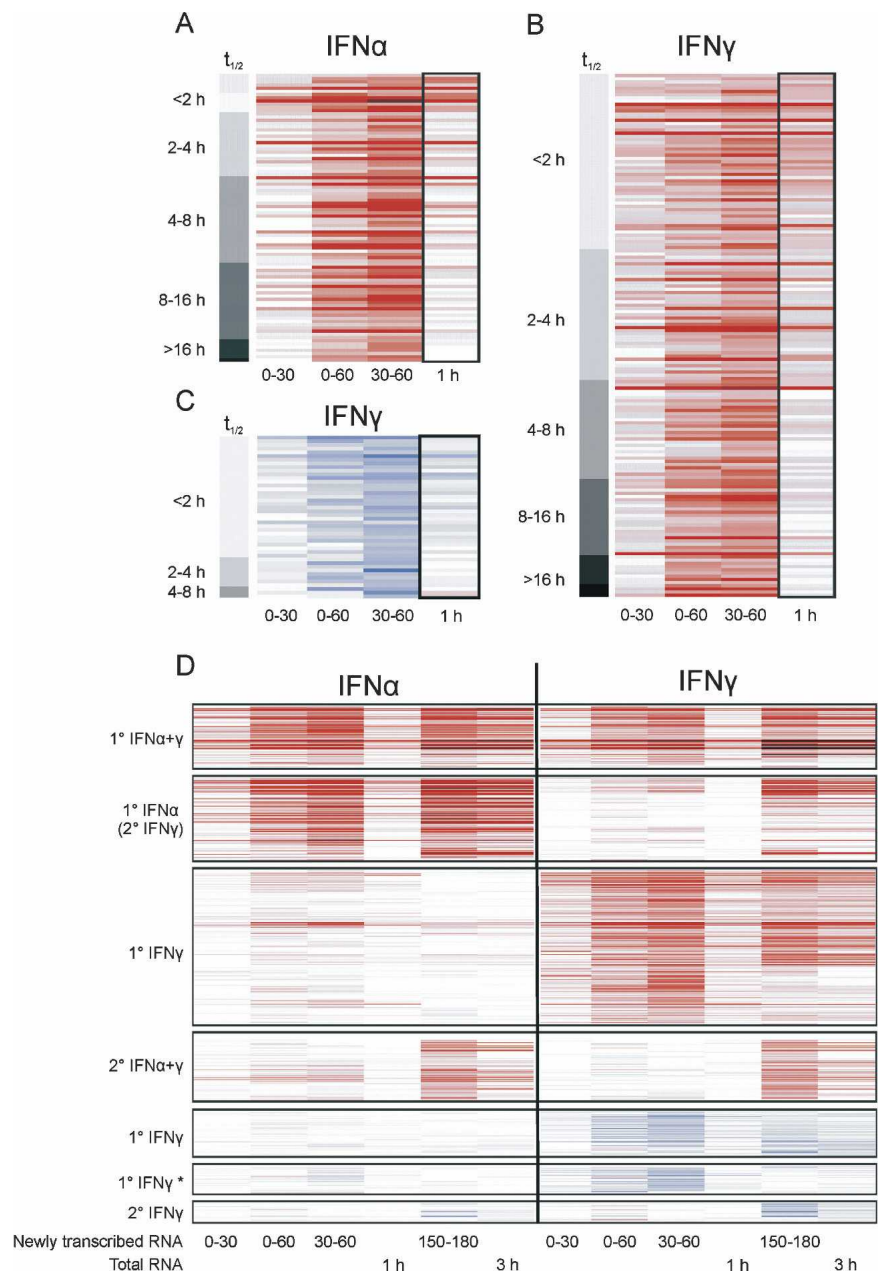 A
IFNα
t1/2
<2 h
2-4 h
4-8 h
8-16 h
>16 h
0-30 0-60 30-60 1 h
B
IFNγ
t1/2
<2 h
2-4 h
4-8 h
8-16 h
>16 h
0-30 0-60 30-60 1 h
C
IFNγ
t1/2
<2 h
2-4 h
4-8 h
0-30 0-60 30-60 1 h
D
IFNα IFNγ
1° IFNα+γ
1° IFNα
(2° IFNγ)
1° IFNγ
2° IFNα+γ
1° IFNγ
1° IFNγ *
2° IFNγ
Newly transcribed RNA 0-30 0-60 30-60 150-180 0-30 0-60 30-60 150-180
Total RNA 1 h 3 h 1 h 3 h